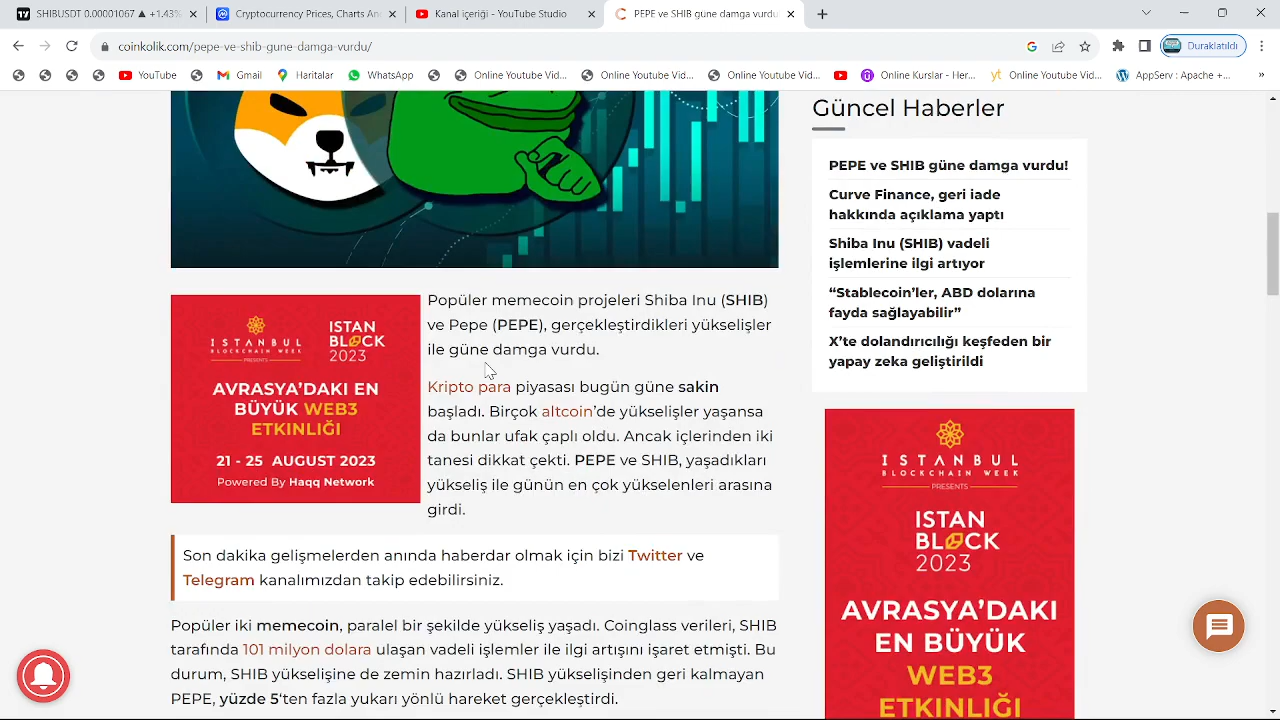 SHIBUSDT 0.00001067 ▲ +1.43%
Cryptocurrency Prices, Charts An
Kanal içeriği - YouTube Studio
PEPE ve SHIB güne damga vurdu!
coinkolik.com/pepe-ve-shib-gune-damga-vurdu/
Duraklatıldı
YouTube
Gmail
Haritalar
WhatsApp
Online Youtube Vid...
Online Youtube Vid...
Online Youtube Vid...
Online Kurslar - Her...
Online Youtube Vid...
AppServ : Apache +...
Popüler memecoin projeleri Shiba Inu (SHIB)
ve Pepe (PEPE), gerçekleştirdikleri yükselişler
ile güne damga vurdu.
Kripto para piyasası bugün güne sakin
başladı. Birçok altcoin’de yükselişler yaşansa
da bunlar ufak çaplı oldu. Ancak içlerinden iki
tanesi dikkat çekti. PEPE ve SHIB, yaşadıkları
yükseliş ile günün en çok yükselenleri arasına
girdi.
ISTANBUL
BLOCKCHAIN WEEK
PRESENTS
ISTAN
BLOCK
2023
AVRASYA’DAKI EN
BÜYÜK WEB3
ETKINLIĞI
21 - 25 AUGUST 2023
Powered By Haqq Network
Son dakika gelişmelerden anında haberdar olmak için bizi Twitter ve
Telegram kanalımızdan takip edebilirsiniz.
Popüler iki memecoin, paralel bir şekilde yükseliş yaşadı. Coinglass verileri, SHIB
tarafında 101 milyon dolara ulaşan vadeli işlemler ile ilgi artışını işaret etmişti. Bu
durum, SHIB yükselişine de zemin hazırladı. SHIB yükselişinden geri kalmayan
PEPE, yüzde 5’ten fazla yukarı yönlü hareket gerçekleştirdi.
Güncel Haberler
PEPE ve SHIB güne damga vurdu!
Curve Finance, geri iade
hakkında açıklama yaptı
Shiba Inu (SHIB) vadeli
işlemlerine ilgi artıyor
“Stablecoin’ler, ABD dolarına
fayda sağlayabilir”
X’te dolandırıcılığı keşfeden bir
yapay zeka geliştirildi
ISTANBUL
BLOCKCHAIN WEEK
PRESENTS
ISTAN
BLOCK
2023
AVRASYA’DAKI
EN BÜYÜK
WEB3
ETKINLIĞI